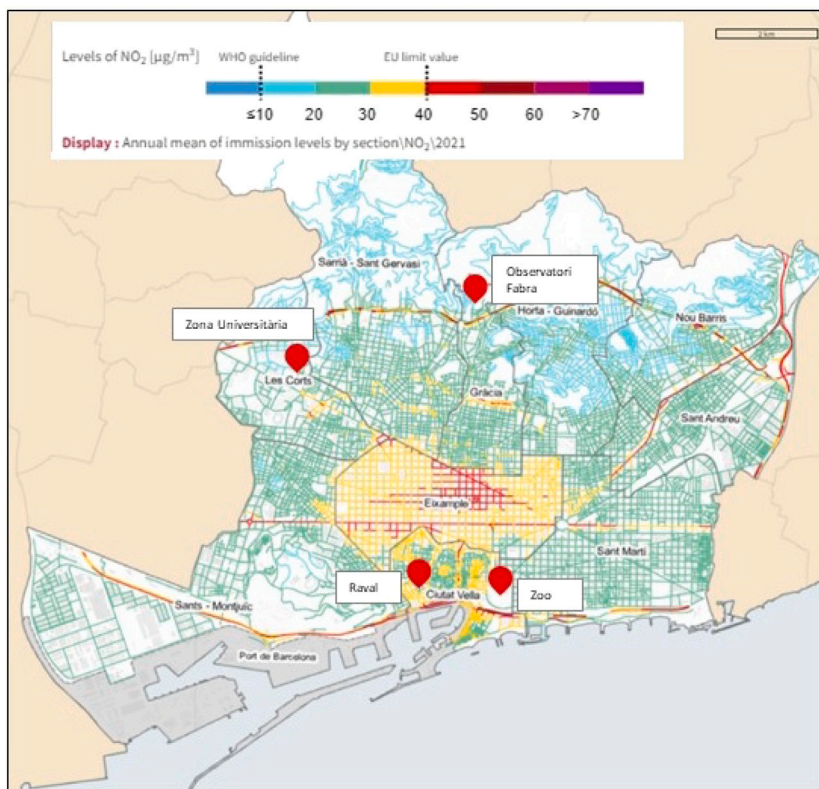 2 km
Levels of NO₂ [µg/m³]
WHO guideline
EU limit value
≤10
20
30
40
50
60
>70
Display : Annual mean of immission levels by section\NO₂\2021
Sarrià - Sant Gervasi
Observatori
Fabra
Horta - Guinardó
Nou Barris
Zona Universitària
Les Corts
Gràcia
Sant Andreu
Eixample
Sant Martí
Raval
Ciutat Vella
Zoo
Sants - Montjuïc
Port de Barcelona